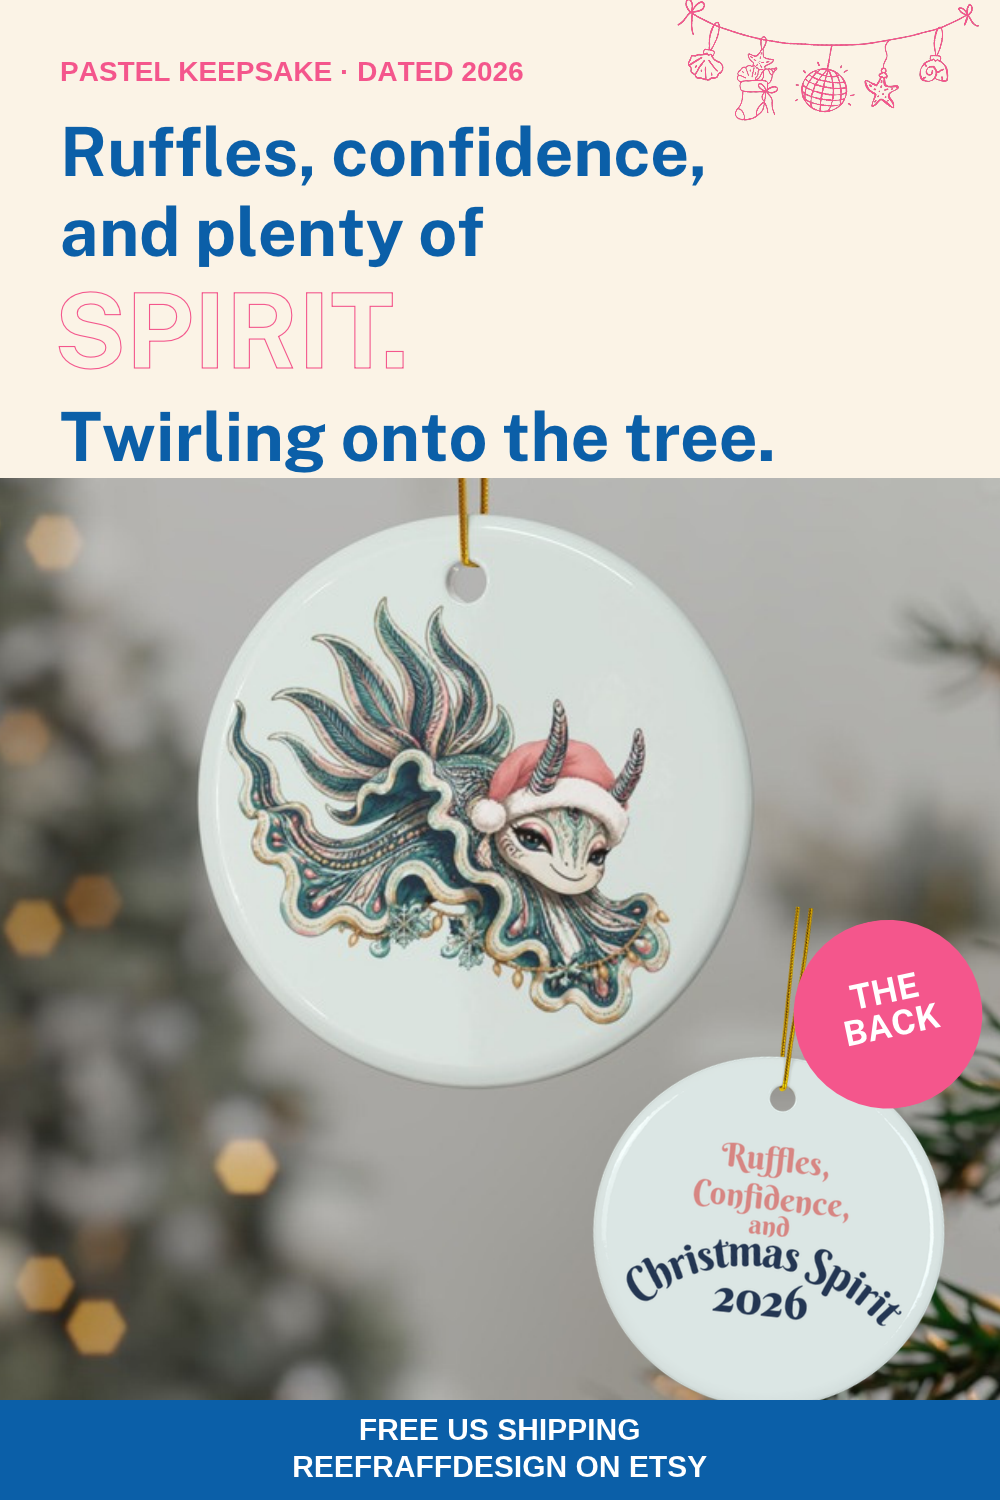 PASTEL KEEPSAKE · DATED 2026
Ruffles, confidence,
and plenty of
SPIRIT.
Twirling onto the tree.
THE
BACK
Ruffles,
Confidence,
and
Christmas Spirit
2026
FREE US SHIPPING
REEFRAFFDESIGN ON ETSY